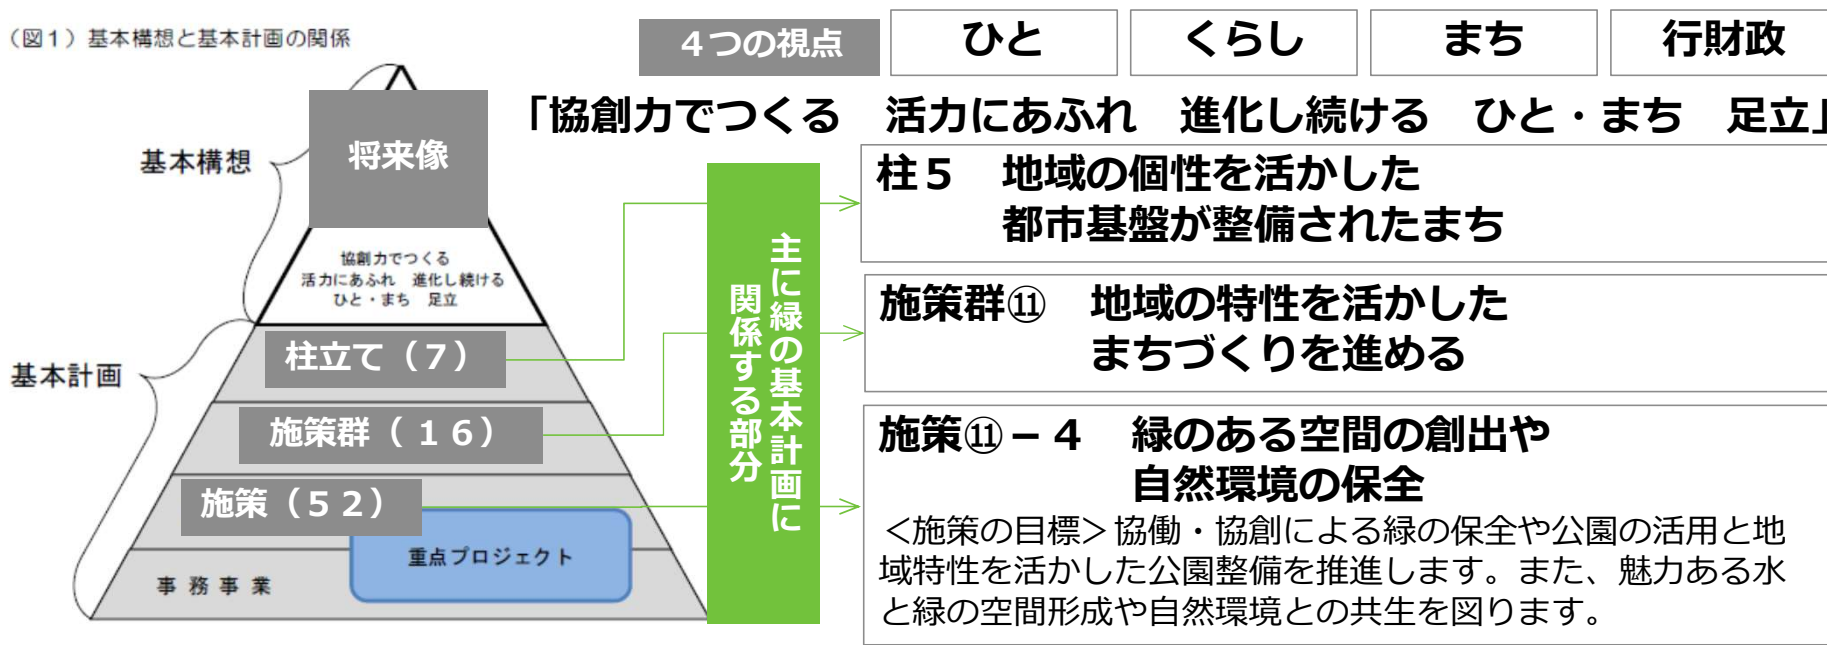 （図１）基本構想と基本計画の関係
４つの視点
ひと
くらし
まち
行財政
「協創力でつくる　活力にあふれ　進化し続ける　ひと・まち　足立」
基本構想
将来像
協創力でつくる
活力にあふれ　進化し続ける
ひと・まち　足立
基本計画
柱立て（７）
施策群（１６）
施策（５２）
重点プロジェクト
事務事業
主に緑の基本計画に
関係する部分
柱５　地域の個性を活かした
都市基盤が整備されたまち
施策群⑪　地域の特性を活かした
まちづくりを進める
施策⑪－４　緑のある空間の創出や
自然環境の保全
＜施策の目標＞協働・協創による緑の保全や公園の活用と地
域特性を活かした公園整備を推進します。また、魅力ある水
と緑の空間形成や自然環境との共生を図ります。